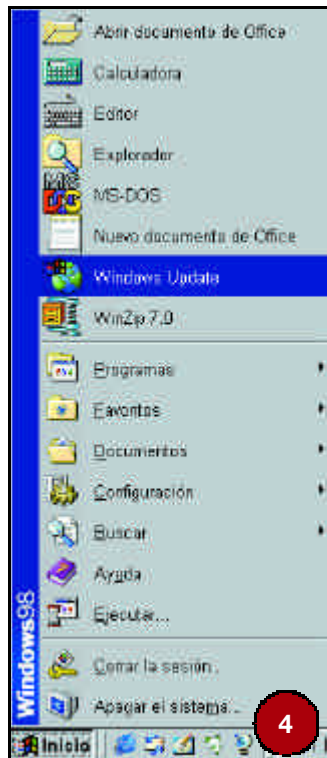 Abrir documento de Office
Calculadora
Editor
Explorador
MS-DOS
Nuevo documento de Office
Windows Update
WinZip 7.0
Programas
Favoritos
Documentos
Configuración
Buscar
Ayuda
Ejecutar...
Cerrar la sesión...
Apagar el sistema...
Windows98
Inicio
4